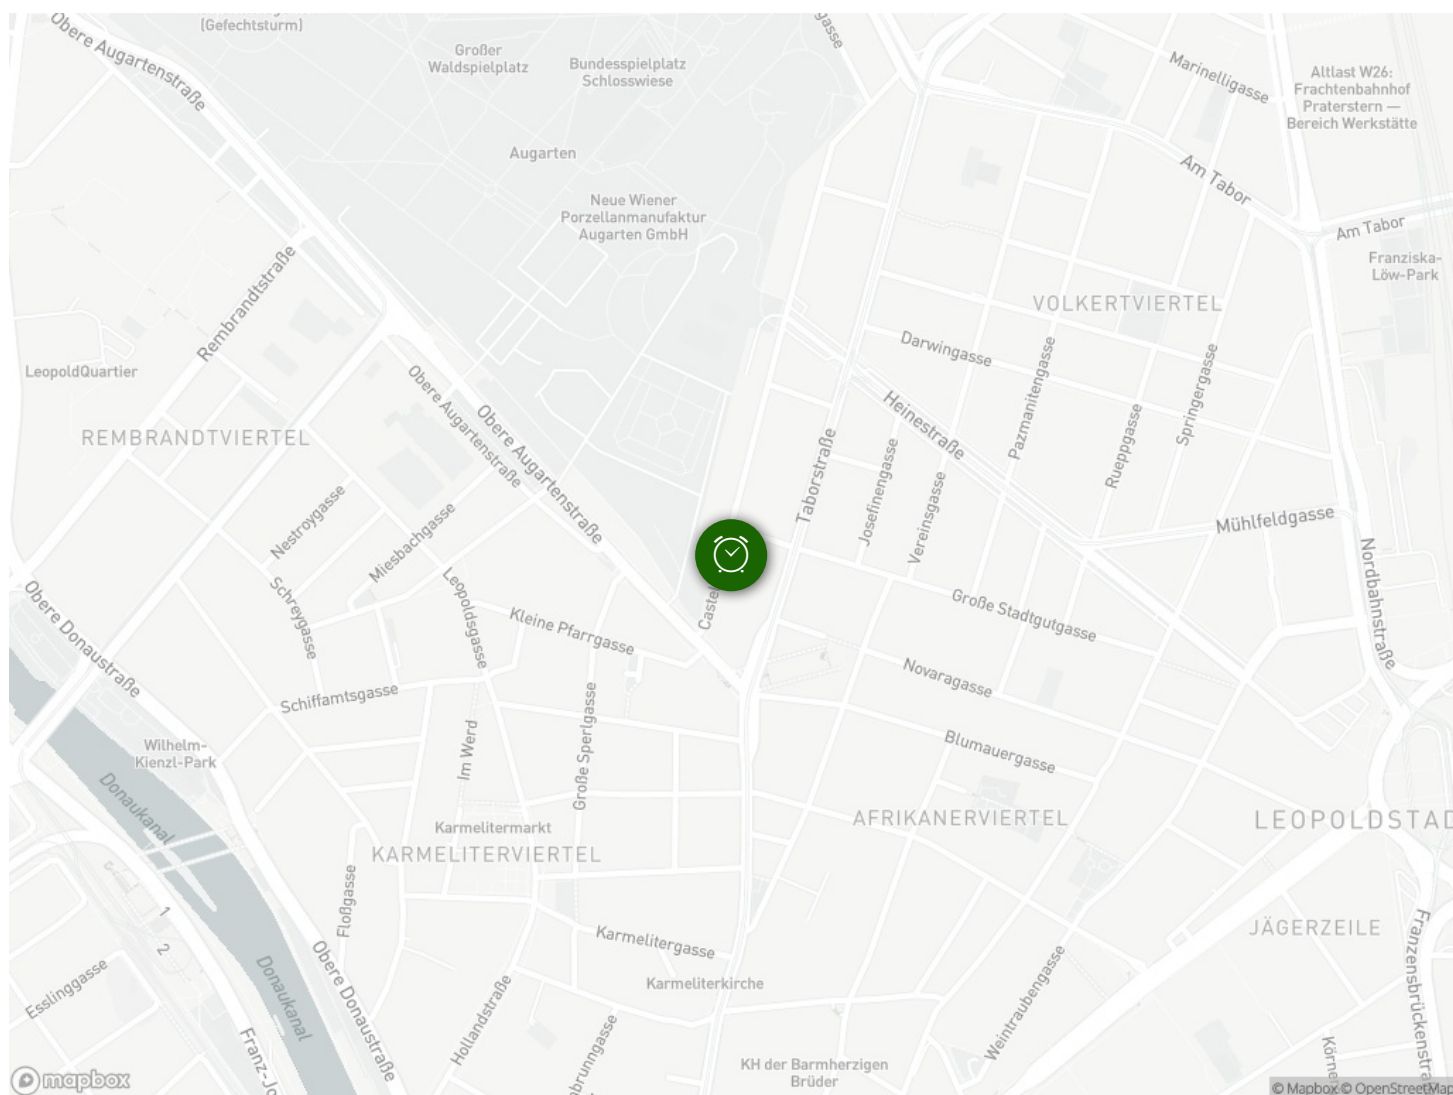 Obere Augartenstraße
(Gefechtsturm)
Großer
Waldspielplatz
Bundesspielplatz
Schlosswiese
Marinelligasse
Altlast W26:
Frachtenbahnhof
Praterstern —
Bereich Werkstätte
Augarten
Am Tabor
Neue Wiener
Porzellanmanufaktur
Augarten GmbH
Am Tabor
Franziska-
Löw-Park
Rembrandtstraße
VOLKERTVIERTEL
Darwingasse
LeopoldQuartier
Pazmanitengasse
Springergasse
Obere Augartenstraße
Obere Augartenstraße
Heinestraße
Rueppgasse
REMBRANDTVIERTEL
Taborstraße
Josefinengasse
Vereinsgasse
Nestroygasse
Miesbachgasse
Mühlfeldgasse
Nordbahnstraße
Schreygasse
Leopoldsgasse
Kleine Pfarrgasse
Große Stadtgutgasse
Obere Donaustraße
Novaragasse
Schiffamtsgasse
Große Sperlgasse
Im Werd
Wilhelm-
Kienzl-Park
Blumauergasse
Donaukanal
Karmelitermarkt
KARMELITERVIERTEL
AFRIKANERVIERTEL
LEOPOLDSTAD
Floßgasse
1
2
Karmelitergasse
JÄGERZEILE
Franzensbrückenstra
Karmeliterkirche
Esslinggasse
Donaukanal
Obere Donaustraße
Hollandstraße
Weintraubengasse
KH der Barmherzigen
Brüder
mapbox
© Mapbox © OpenStreetMap